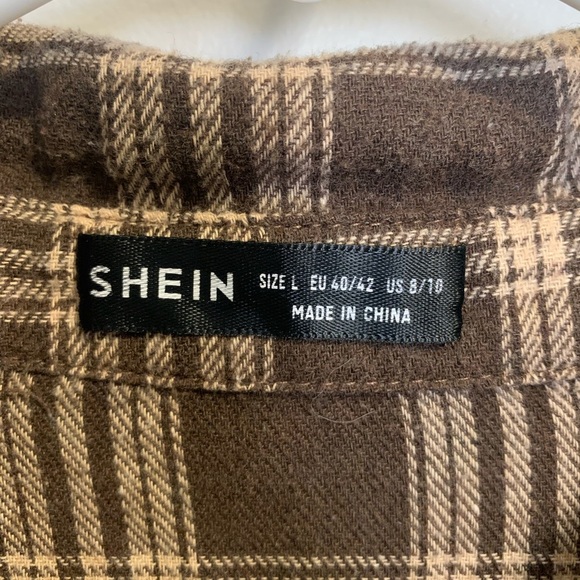 SHEIN SIZE L EU 40/42 US 8/10
MADE IN CHINA